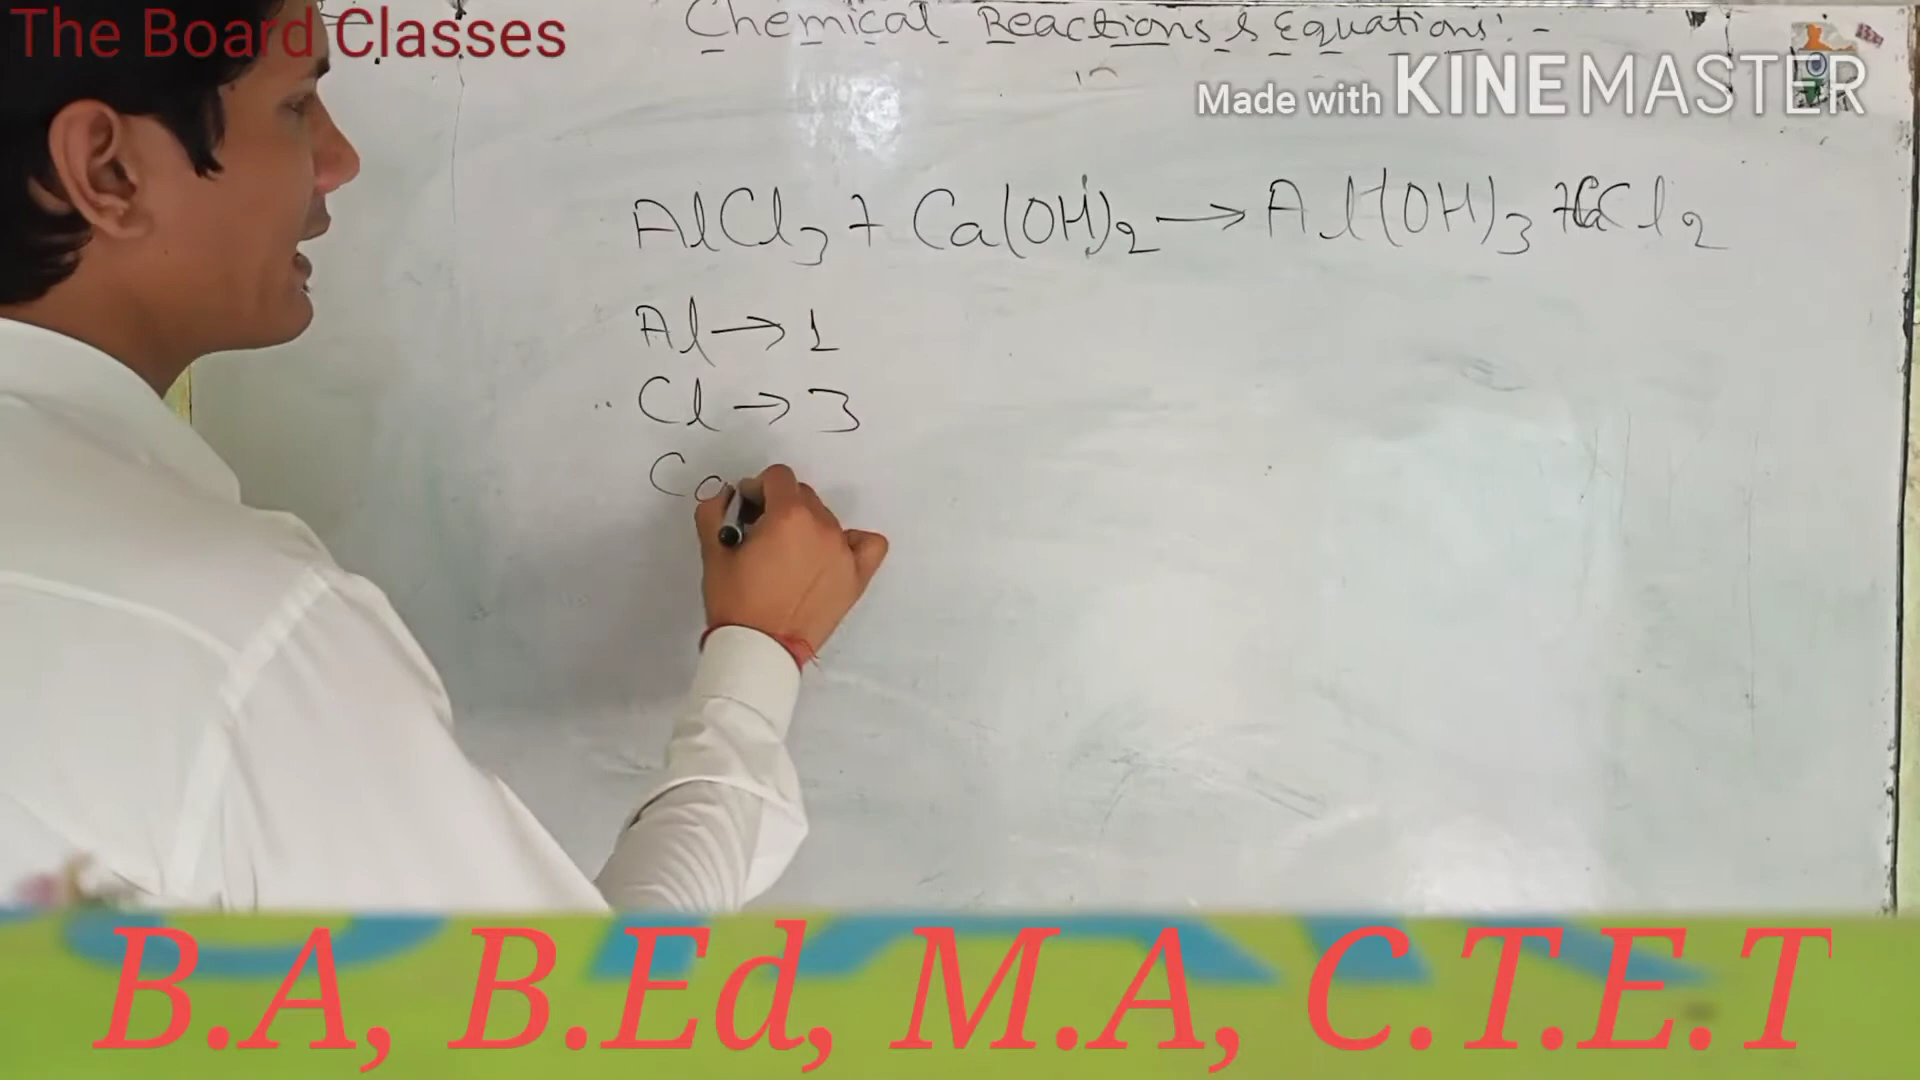 The Board Classes
Chemical Reactions & Equations:-
Made with KINEMASTER
AlCl3 + Ca(OH)2 → Al(OH)3 + CaCl2
Al → 1
Cl → 3
Ca
B.A, B.Ed, M.A, C.T.E.T